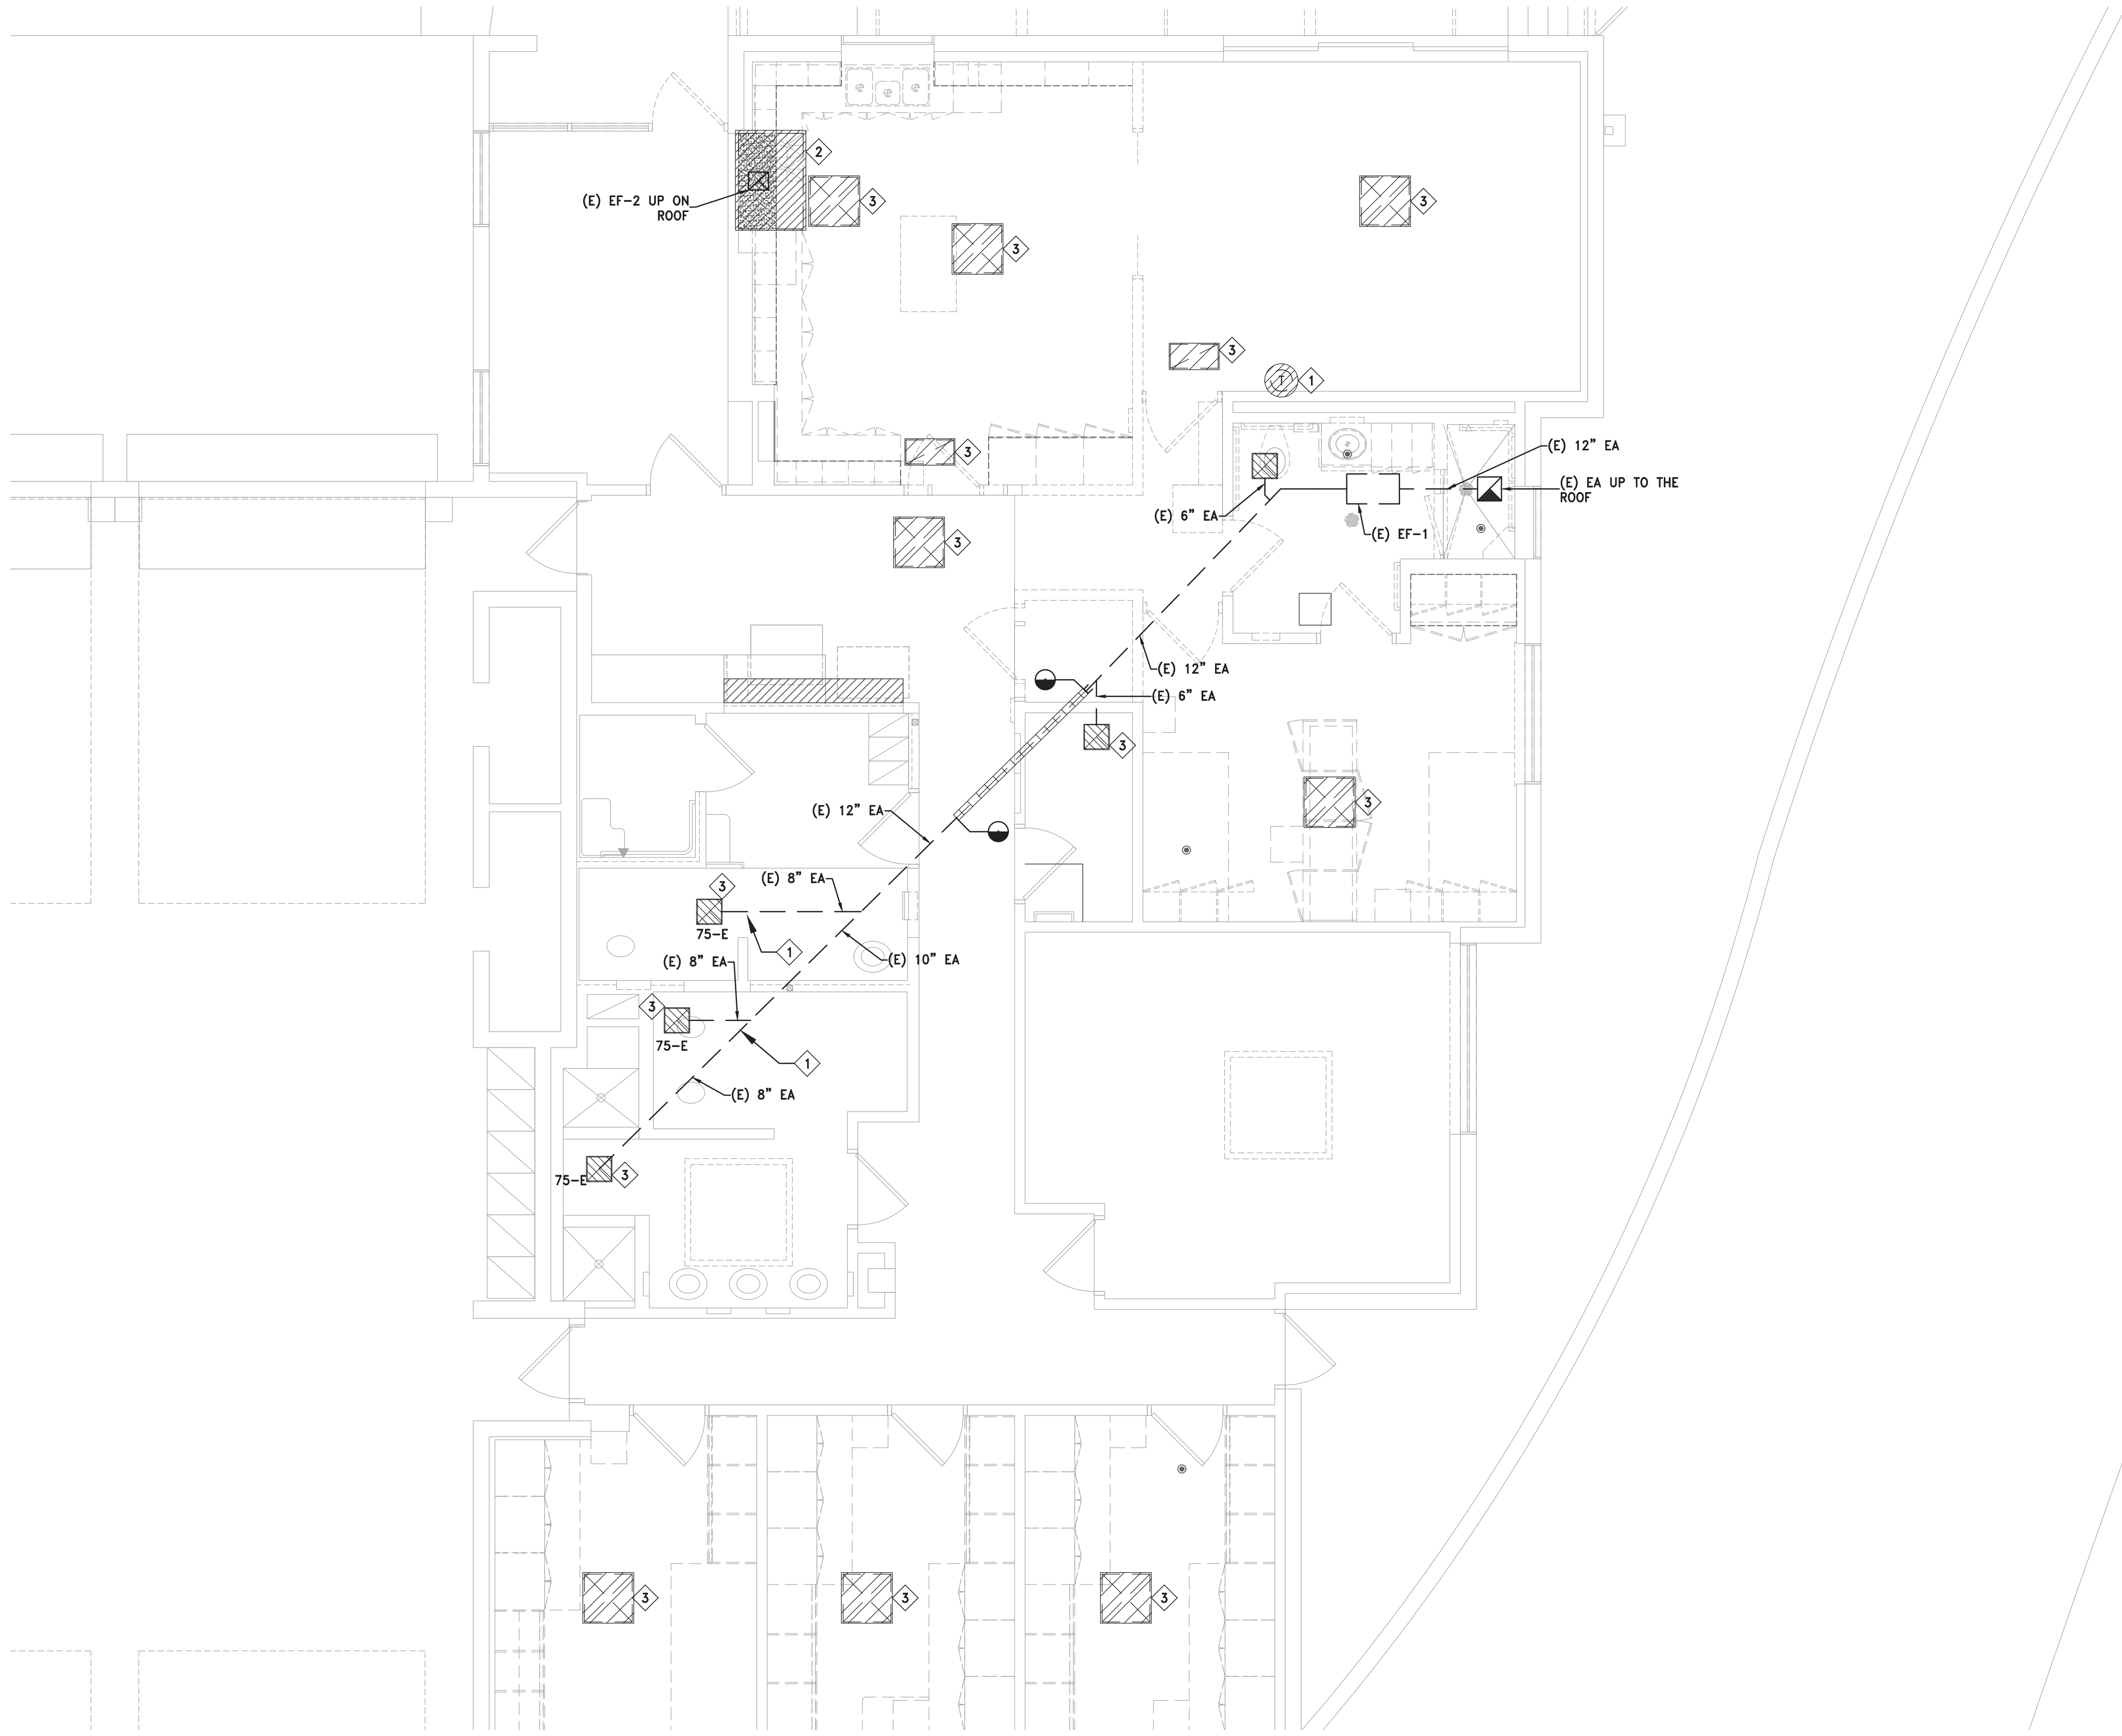 2
(E) EF-2 UP ON
ROOF
3
3
3
3
T
1
3
(E) 12" EA
(E) EA UP TO THE
ROOF
(E) 6" EA
(E) EF-1
3
(E) 12" EA
(E) 6" EA
3
3
(E) 12" EA
(E) 8" EA
3
75-E
1
(E) 10" EA
(E) 8" EA
3
75-E
1
(E) 8" EA
75-E
3
3
3
3